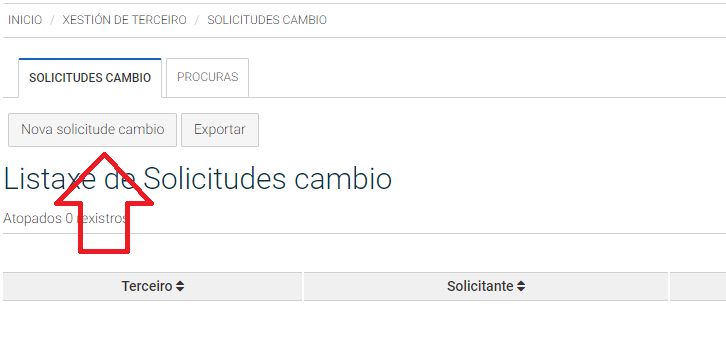 INICIO / XESTIÓN DE TERCEIRO / SOLICITUDES CAMBIO
SOLICITUDES CAMBIO PROCURAS
Nova solicitude cambio Exportar
Listaxe de Solicitudes cambio
Atopados 0 rexistros
Terceiro Solicitante